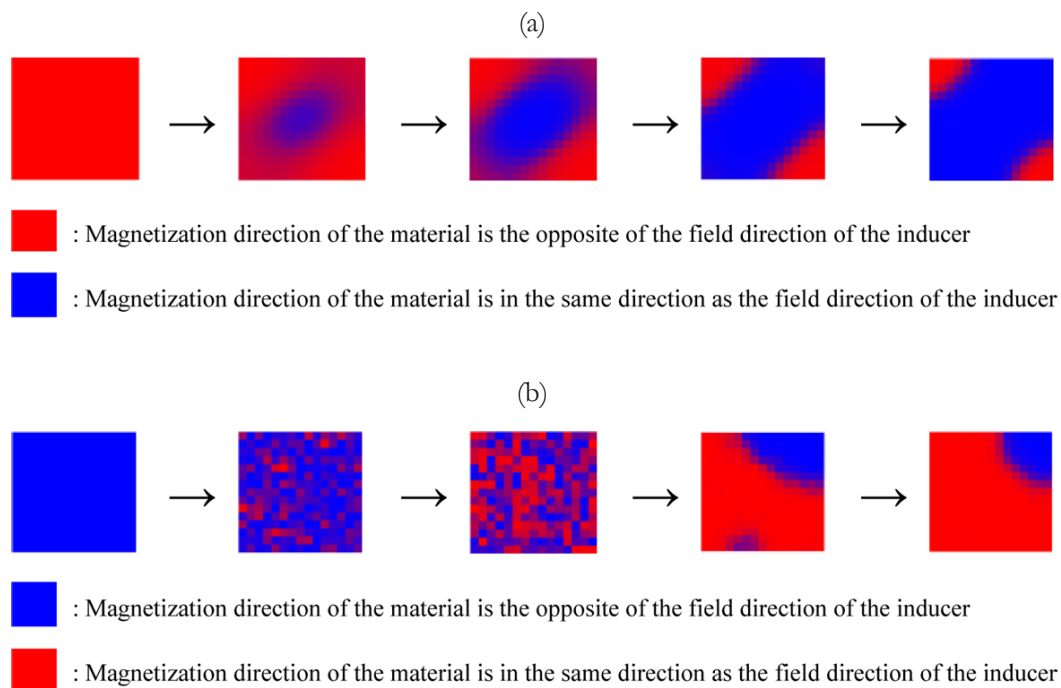 (a)
: Magnetization direction of the material is the opposite of the field direction of the inducer
: Magnetization direction of the material is in the same direction as the field direction of the inducer
(b)
: Magnetization direction of the material is the opposite of the field direction of the inducer
: Magnetization direction of the material is in the same direction as the field direction of the inducer